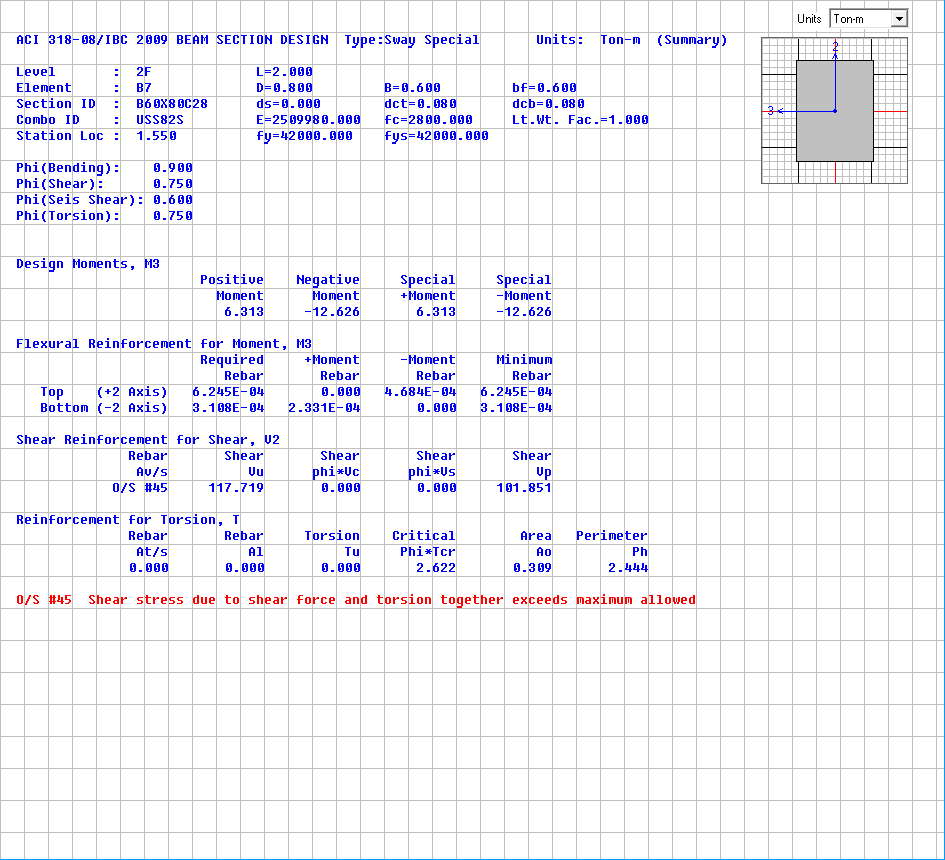 Units Ton-m
ACI 318-08/IBC 2009 BEAM SECTION DESIGN Type:Sway Special Units: Ton-m (Summary)
2
3
Level : 2F L=2.000
Element : B7 D=0.800 B=0.600 bf=0.600
Section ID : B60X80C28 ds=0.000 dct=0.080 dcb=0.080
Combo ID : USS82S E=2509980.000 fc=2800.000 Lt.Wt. Fac.=1.000
Station Loc : 1.550 fy=42000.000 fys=42000.000
Phi(Bending): 0.900
Phi(Shear): 0.750
Phi(Seis Shear): 0.600
Phi(Torsion): 0.750
Design Moments, M3
Positive Negative Special Special
Moment Moment +Moment -Moment
6.313 -12.626 6.313 -12.626
Flexural Reinforcement for Moment, M3
Required +Moment -Moment Minimum
Rebar Rebar Rebar Rebar
Top (+2 Axis) 6.245E-04 0.000 4.684E-04 6.245E-04
Bottom (-2 Axis) 3.108E-04 2.331E-04 0.000 3.108E-04
Shear Reinforcement for Shear, V2
Rebar Shear Shear Shear Shear
Av/s Vu phi*Vc phi*Vs Vp
O/S #45 117.719 0.000 0.000 101.851
Reinforcement for Torsion, T
Rebar Rebar Torsion Critical Area Perimeter
At/s Al Tu Phi*Tcr Ao Ph
0.000 0.000 0.000 2.622 0.309 2.444
O/S #45 Shear stress due to shear force and torsion together exceeds maximum allowed